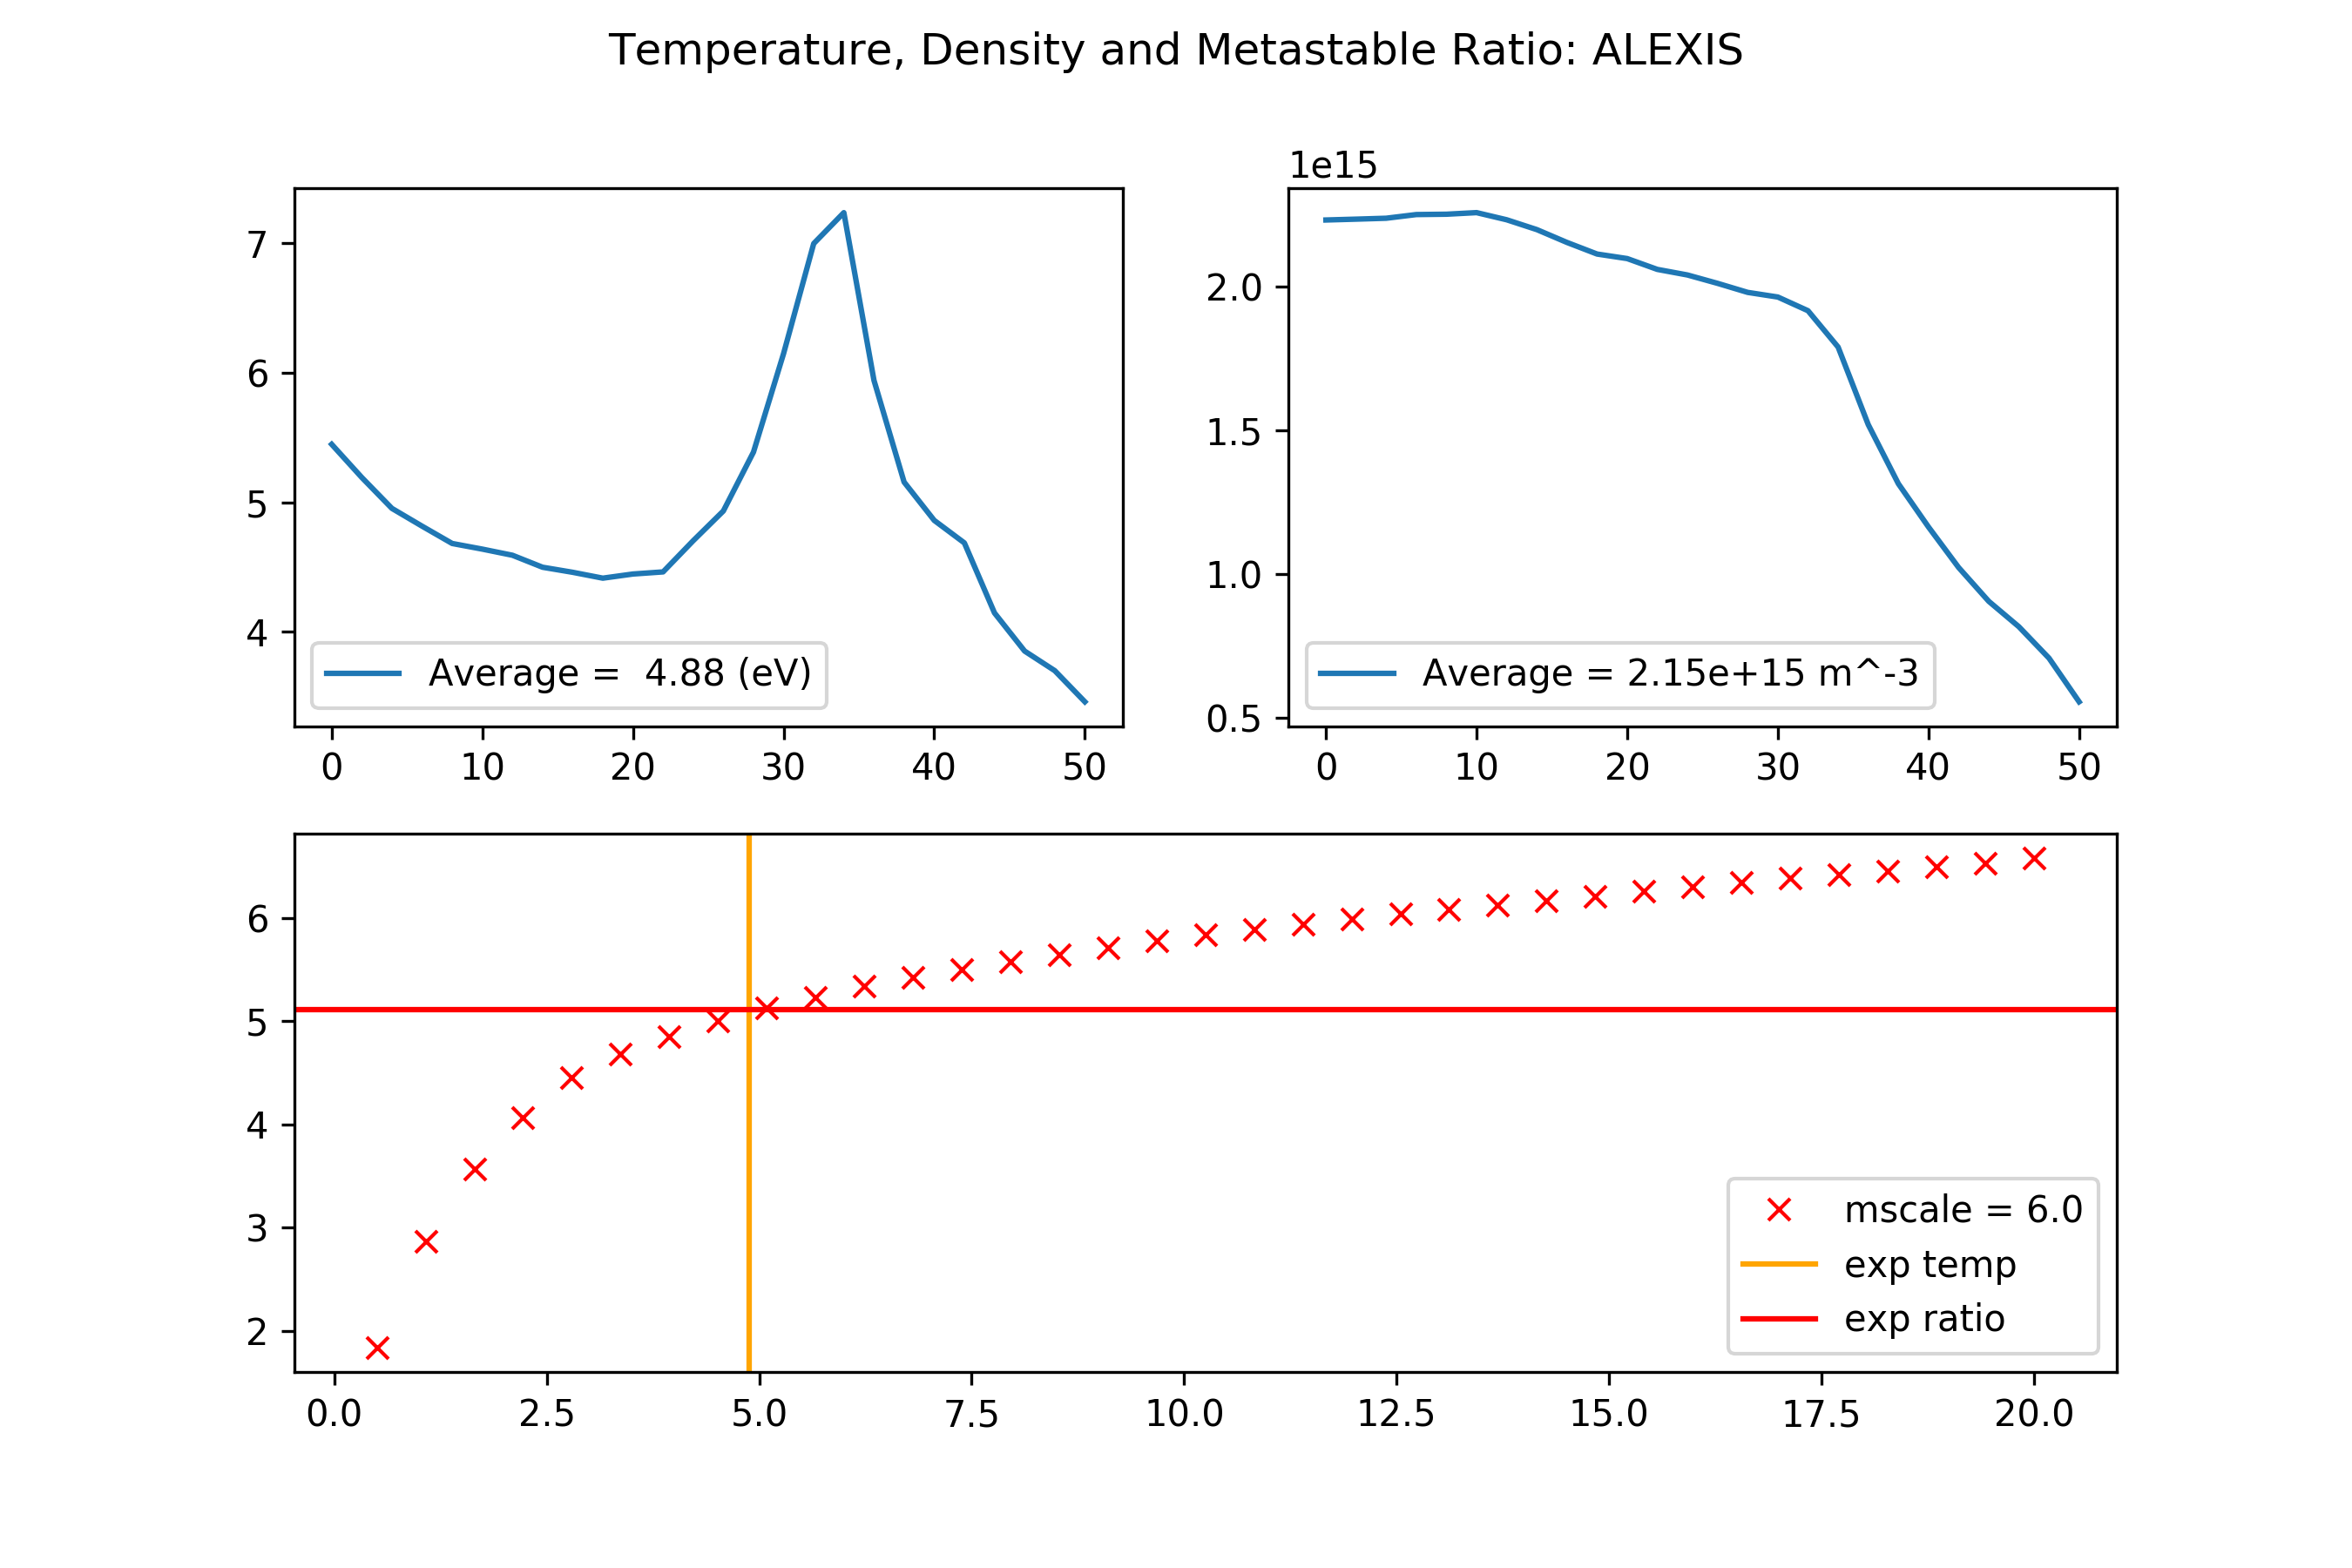 Temperature, Density and Metastable Ratio: ALEXIS
7
6
5
4
Average =  4.88 (eV)
0 10 20 30 40 50
1e15
2.0
1.5
1.0
0.5
Average = 2.15e+15 m^-3
0 10 20 30 40 50
6
5
4
3
2
mscale = 6.0
exp temp
exp ratio
0.0 2.5 5.0 7.5 10.0 12.5 15.0 17.5 20.0